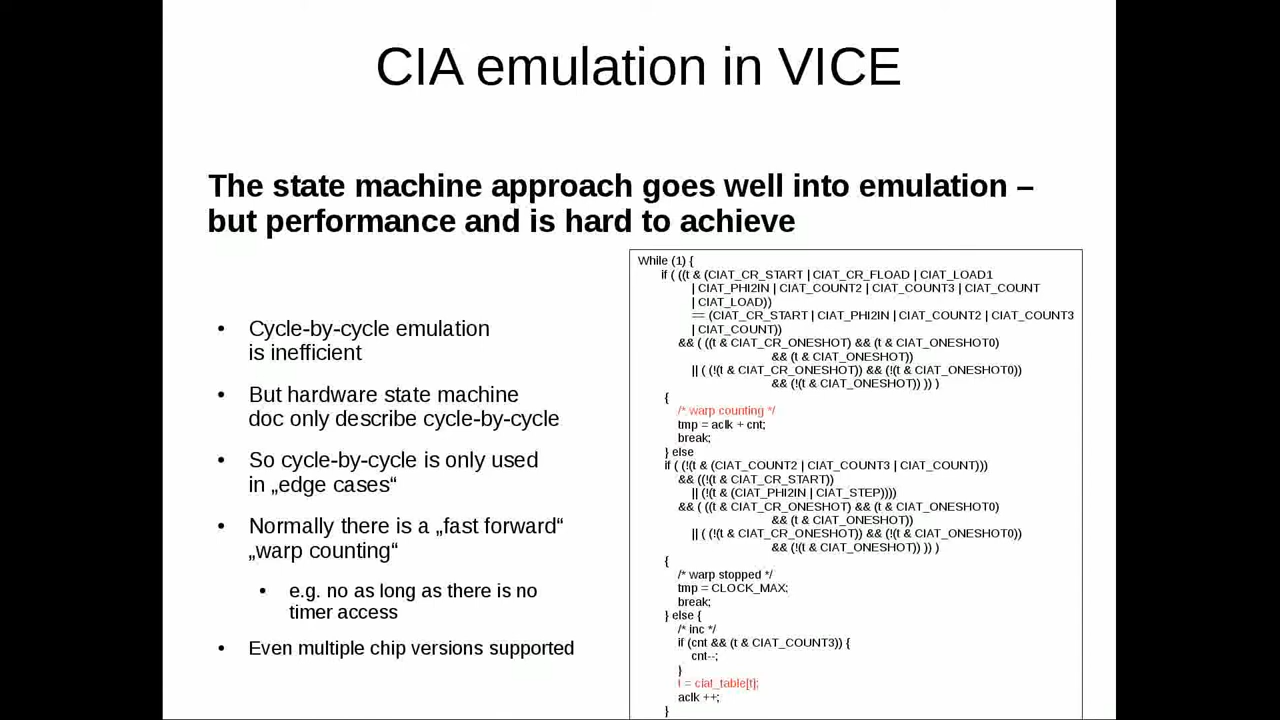 CIA emulation in VICE
The state machine approach goes well into emulation –
but performance and is hard to achieve
• Cycle-by-cycle emulation
is inefficient
• But hardware state machine
doc only describe cycle-by-cycle
• So cycle-by-cycle is only used
in „edge cases“
• Normally there is a „fast forward“
„warp counting“
• e.g. no as long as there is no
timer access
• Even multiple chip versions supported
While (1) {
if ( ((t & (CIAT_CR_START | CIAT_CR_FLOAD | CIAT_LOAD1
| CIAT_PHI2IN | CIAT_COUNT2 | CIAT_COUNT3 | CIAT_COUNT
| CIAT_LOAD))
== (CIAT_CR_START | CIAT_PHI2IN | CIAT_COUNT2 | CIAT_COUNT3
| CIAT_COUNT))
&& ( ((t & CIAT_CR_ONESHOT) && (t & CIAT_ONESHOT0)
&& (t & CIAT_ONESHOT))
|| ( (!(t & CIAT_CR_ONESHOT)) && (!(t & CIAT_ONESHOT0))
&& (!(t & CIAT_ONESHOT)) )) )
{
/* warp counting */
tmp = aclk + cnt;
break;
} else
if ( (!(t & (CIAT_COUNT2 | CIAT_COUNT3 | CIAT_COUNT)))
&& ((!(t & CIAT_CR_START))
|| (!(t & (CIAT_PHI2IN | CIAT_STEP))))
&& ( ((t & CIAT_CR_ONESHOT) && (t & CIAT_ONESHOT0)
&& (t & CIAT_ONESHOT))
|| ( (!(t & CIAT_CR_ONESHOT)) && (!(t & CIAT_ONESHOT0))
&& (!(t & CIAT_ONESHOT)) )) )
{
/* warp stopped */
tmp = CLOCK_MAX;
break;
} else {
/* inc */
if (cnt && (t & CIAT_COUNT3)) {
cnt--;
}
t = ciat_table[t];
aclk ++;
}